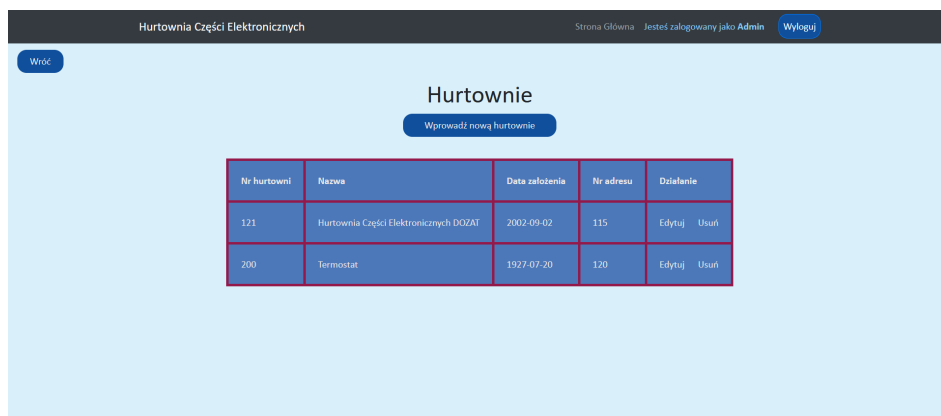 Hurtownia Części Elektronicznych Strona Główna Jesteś zalogowany jako Admin Wyloguj
Wróć
Hurtownie
Wprowadź nową hurtownie
Nr hurtowni Nazwa Data założenia Nr adresu Działanie
121 Hurtownia Części Elektronicznych DOZAT 2002-09-02 115 Edytuj Usuń
200 Termostat 1927-07-20 120 Edytuj Usuń